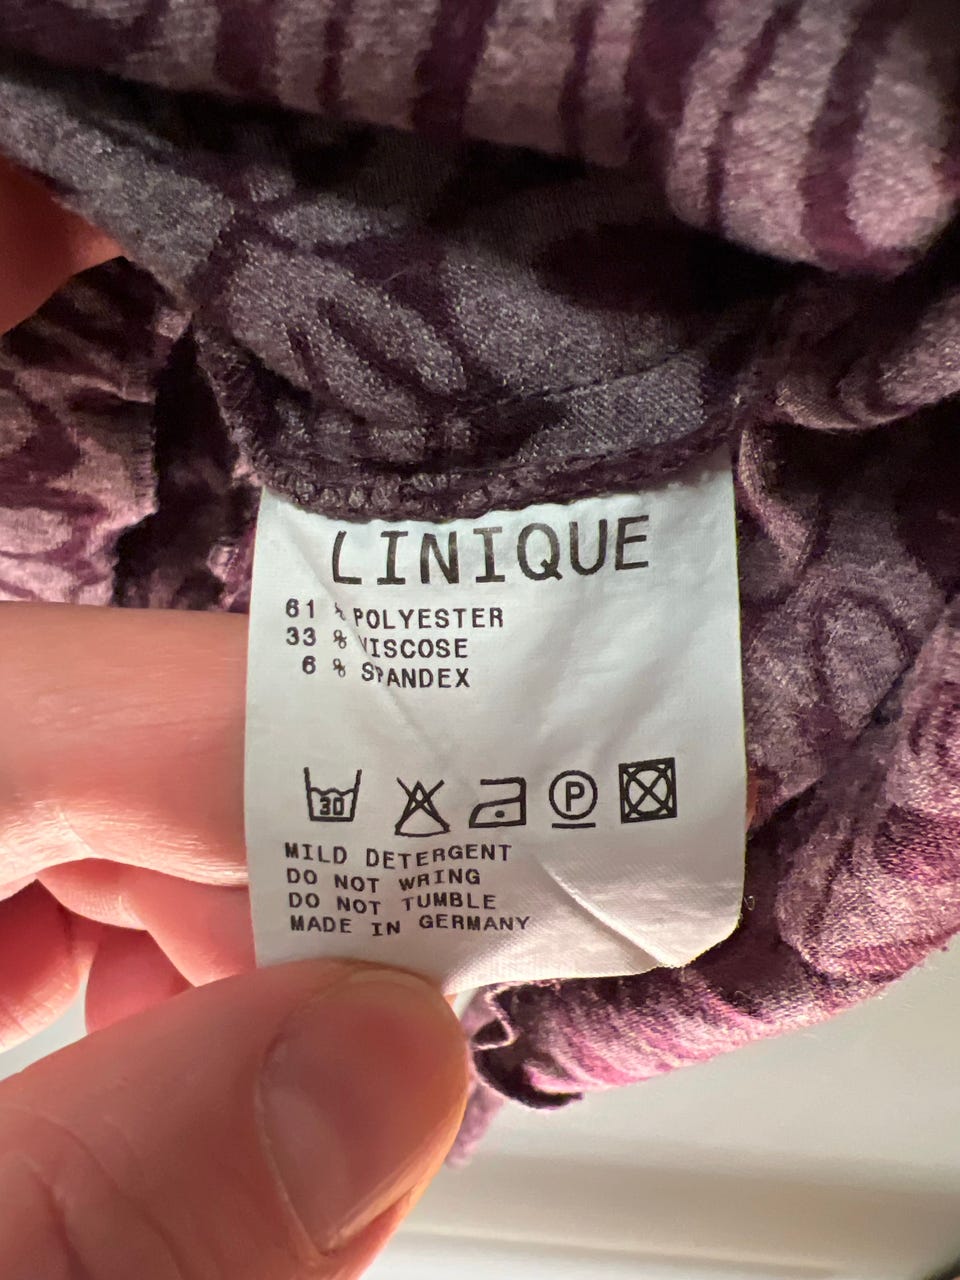 LINIQUE
61 % POLYESTER
33 % VISCOSE
6 % SPANDEX
30 P
MILD DETERGENT
DO NOT WRING
DO NOT TUMBLE
MADE IN GERMANY